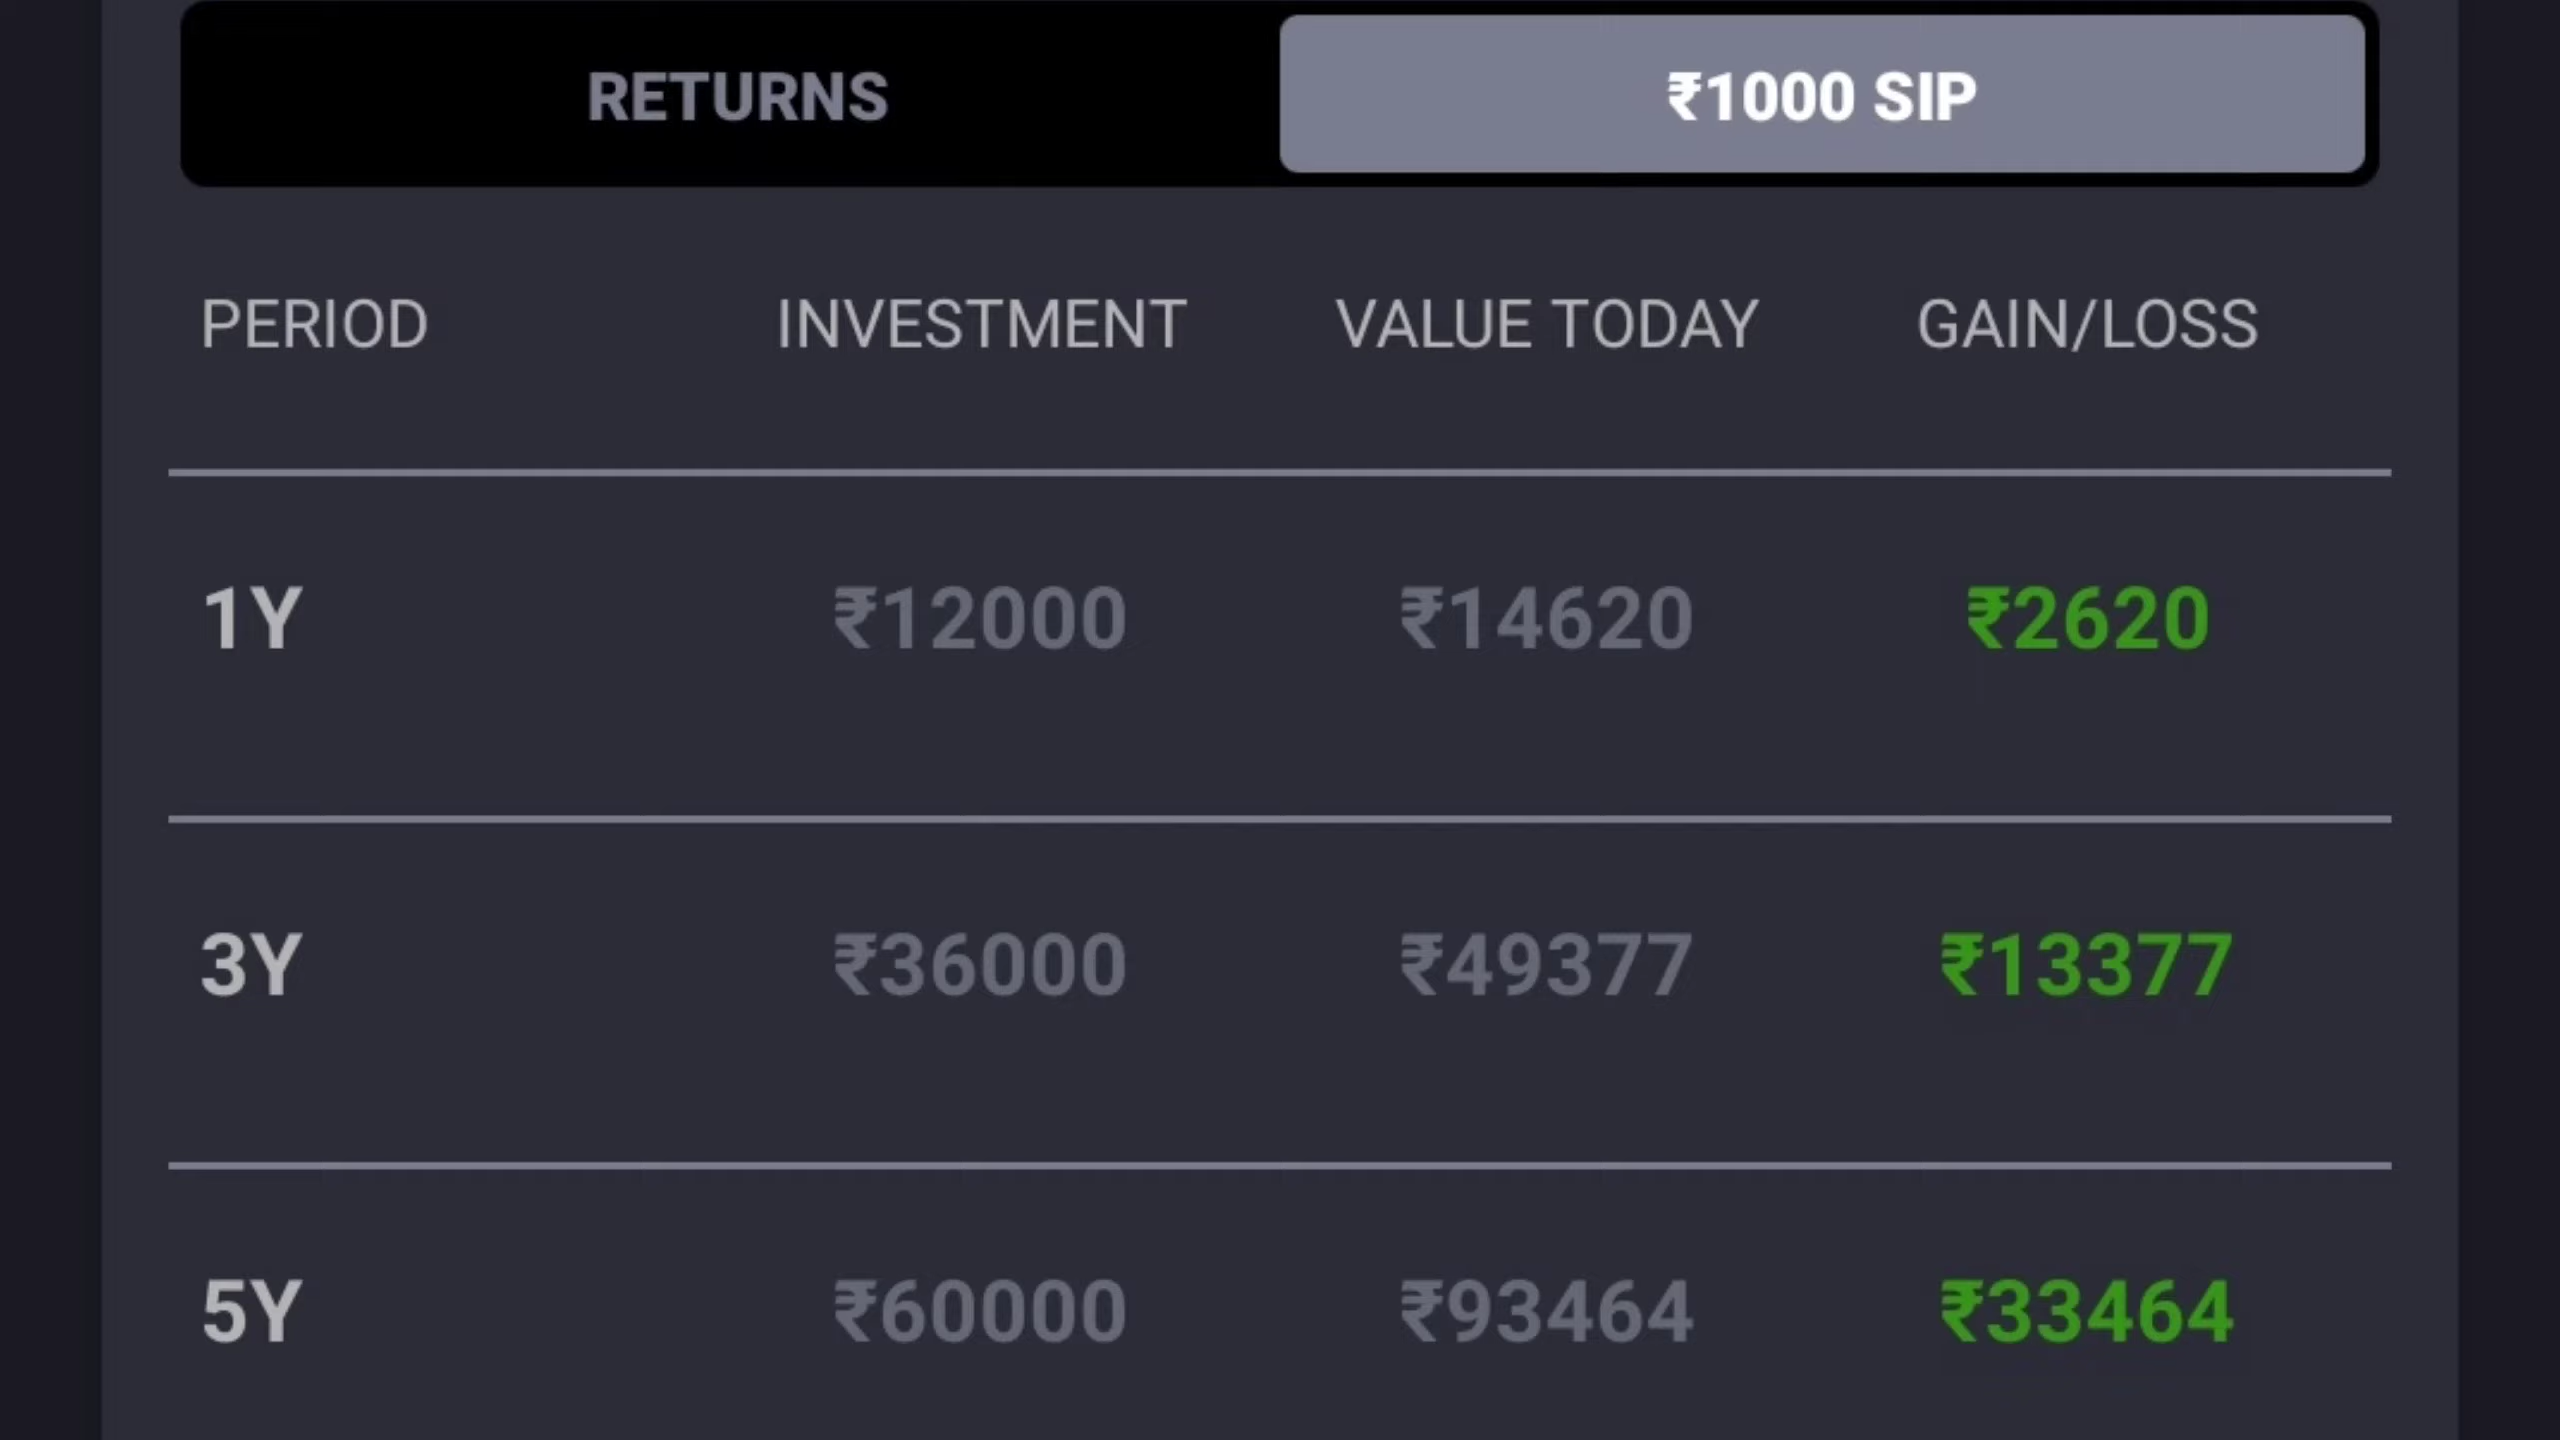 RETURNS ₹1000 SIP
PERIOD INVESTMENT VALUE TODAY GAIN/LOSS
1Y ₹12000 ₹14620 ₹2620
3Y ₹36000 ₹49377 ₹13377
5Y ₹60000 ₹93464 ₹33464